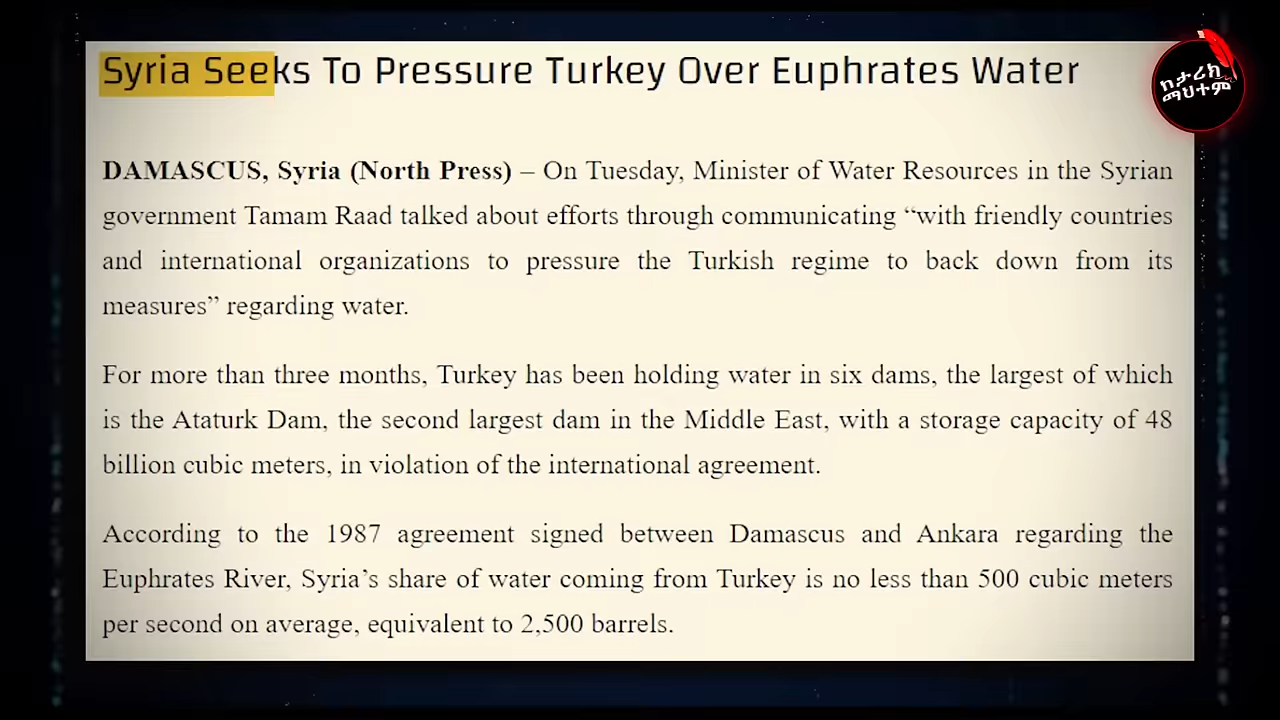 Syria Seeks To Pressure Turkey Over Euphrates Water
ከታሪክ
ማህተም
DAMASCUS, Syria (North Press) – On Tuesday, Minister of Water Resources in the Syrian
government Tamam Raad talked about efforts through communicating “with friendly countries
and international organizations to pressure the Turkish regime to back down from its
measures” regarding water.
For more than three months, Turkey has been holding water in six dams, the largest of which
is the Ataturk Dam, the second largest dam in the Middle East, with a storage capacity of 48
billion cubic meters, in violation of the international agreement.
According to the 1987 agreement signed between Damascus and Ankara regarding the
Euphrates River, Syria’s share of water coming from Turkey is no less than 500 cubic meters
per second on average, equivalent to 2,500 barrels.